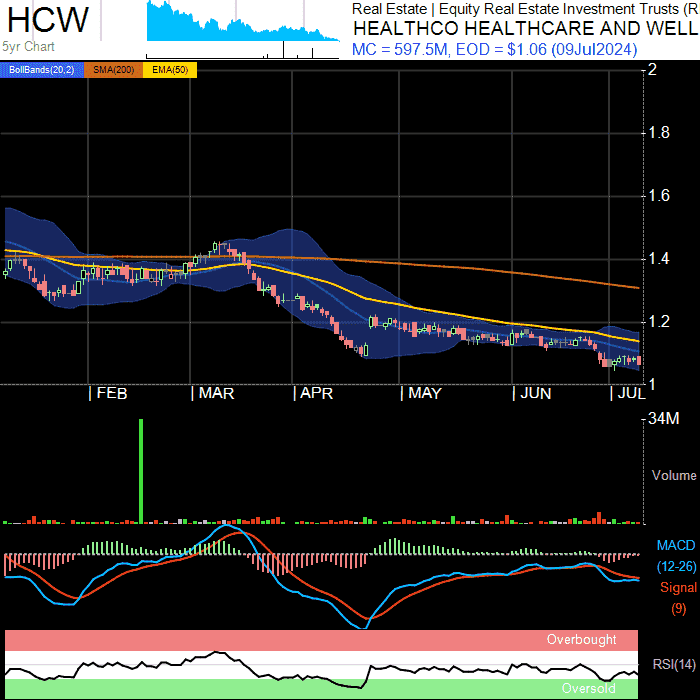 HCW
5yr Chart
Real Estate | Equity Real Estate Investment Trusts (R
HEALTHCO HEALTHCARE AND WELL
MC = 597.5M, EOD = $1.06 (09Jul2024)
BollBands(20,2) SMA(200) EMA(50)
2
1.8
1.6
1.4
1.2
1
| FEB | MAR | APR | MAY | JUN | JUL
34M
Volume
MACD
(12-26)
Signal
(9)
Overbought
RSI(14)
Oversold